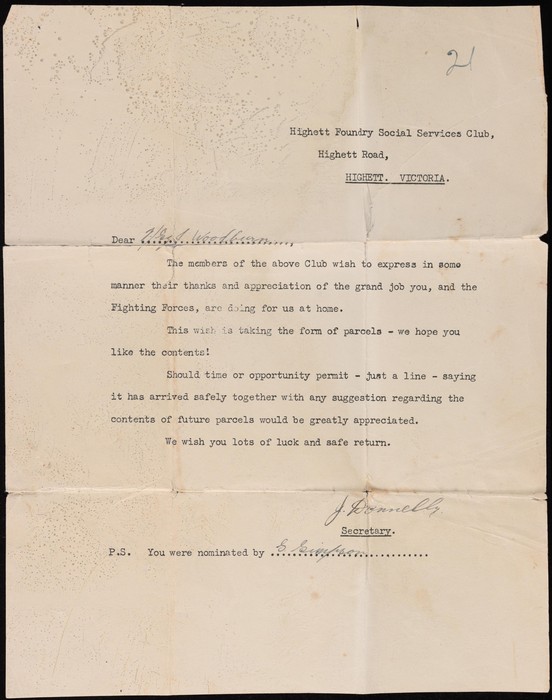 21
Highett Foundry Social Services Club,
Highett Road,
HIGHETT. VICTORIA.
Dear Woodburn
The members of the above Club wish to express in some
manner their thanks and appreciation of the grand job you, and the
Fighting Forces, are doing for us at home.
This wish is taking the form of parcels - we hope you
like the contents!
Should time or opportunity permit - just a line - saying
it has arrived safely together with any suggestion regarding the
contents of future parcels would be greatly appreciated.
We wish you lots of luck and safe return.
J. Donnelly
Secretary.
P.S. You were nominated by G Simpson